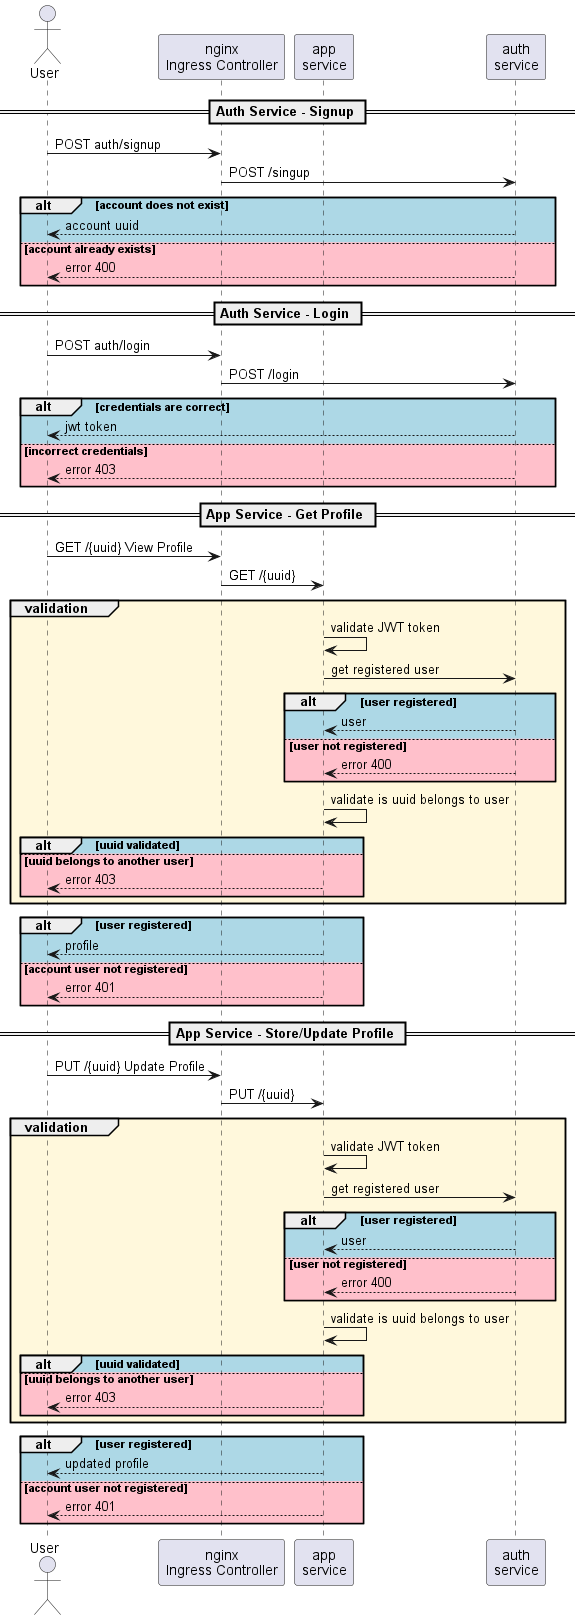 User
nginx
Ingress Controller
app
service
auth
service
Auth Service - Signup
POST auth/signup
POST /singup
alt [account does not exist]
account uuid
[account already exists]
error 400
Auth Service - Login
POST auth/login
POST /login
alt [credentials are correct]
jwt token
[incorrect credentials]
error 403
App Service - Get Profile
GET /{uuid} View Profile
GET /{uuid}
validation
validate JWT token
get registered user
alt [user registered]
user
[user not registered]
error 400
validate is uuid belongs to user
alt [uuid validated]
[uuid belongs to another user]
error 403
alt [user registered]
profile
[account user not registered]
error 401
App Service - Store/Update Profile
PUT /{uuid} Update Profile
PUT /{uuid}
validation
validate JWT token
get registered user
alt [user registered]
user
[user not registered]
error 400
validate is uuid belongs to user
alt [uuid validated]
[uuid belongs to another user]
error 403
alt [user registered]
updated profile
[account user not registered]
error 401
User
nginx
Ingress Controller
app
service
auth
service